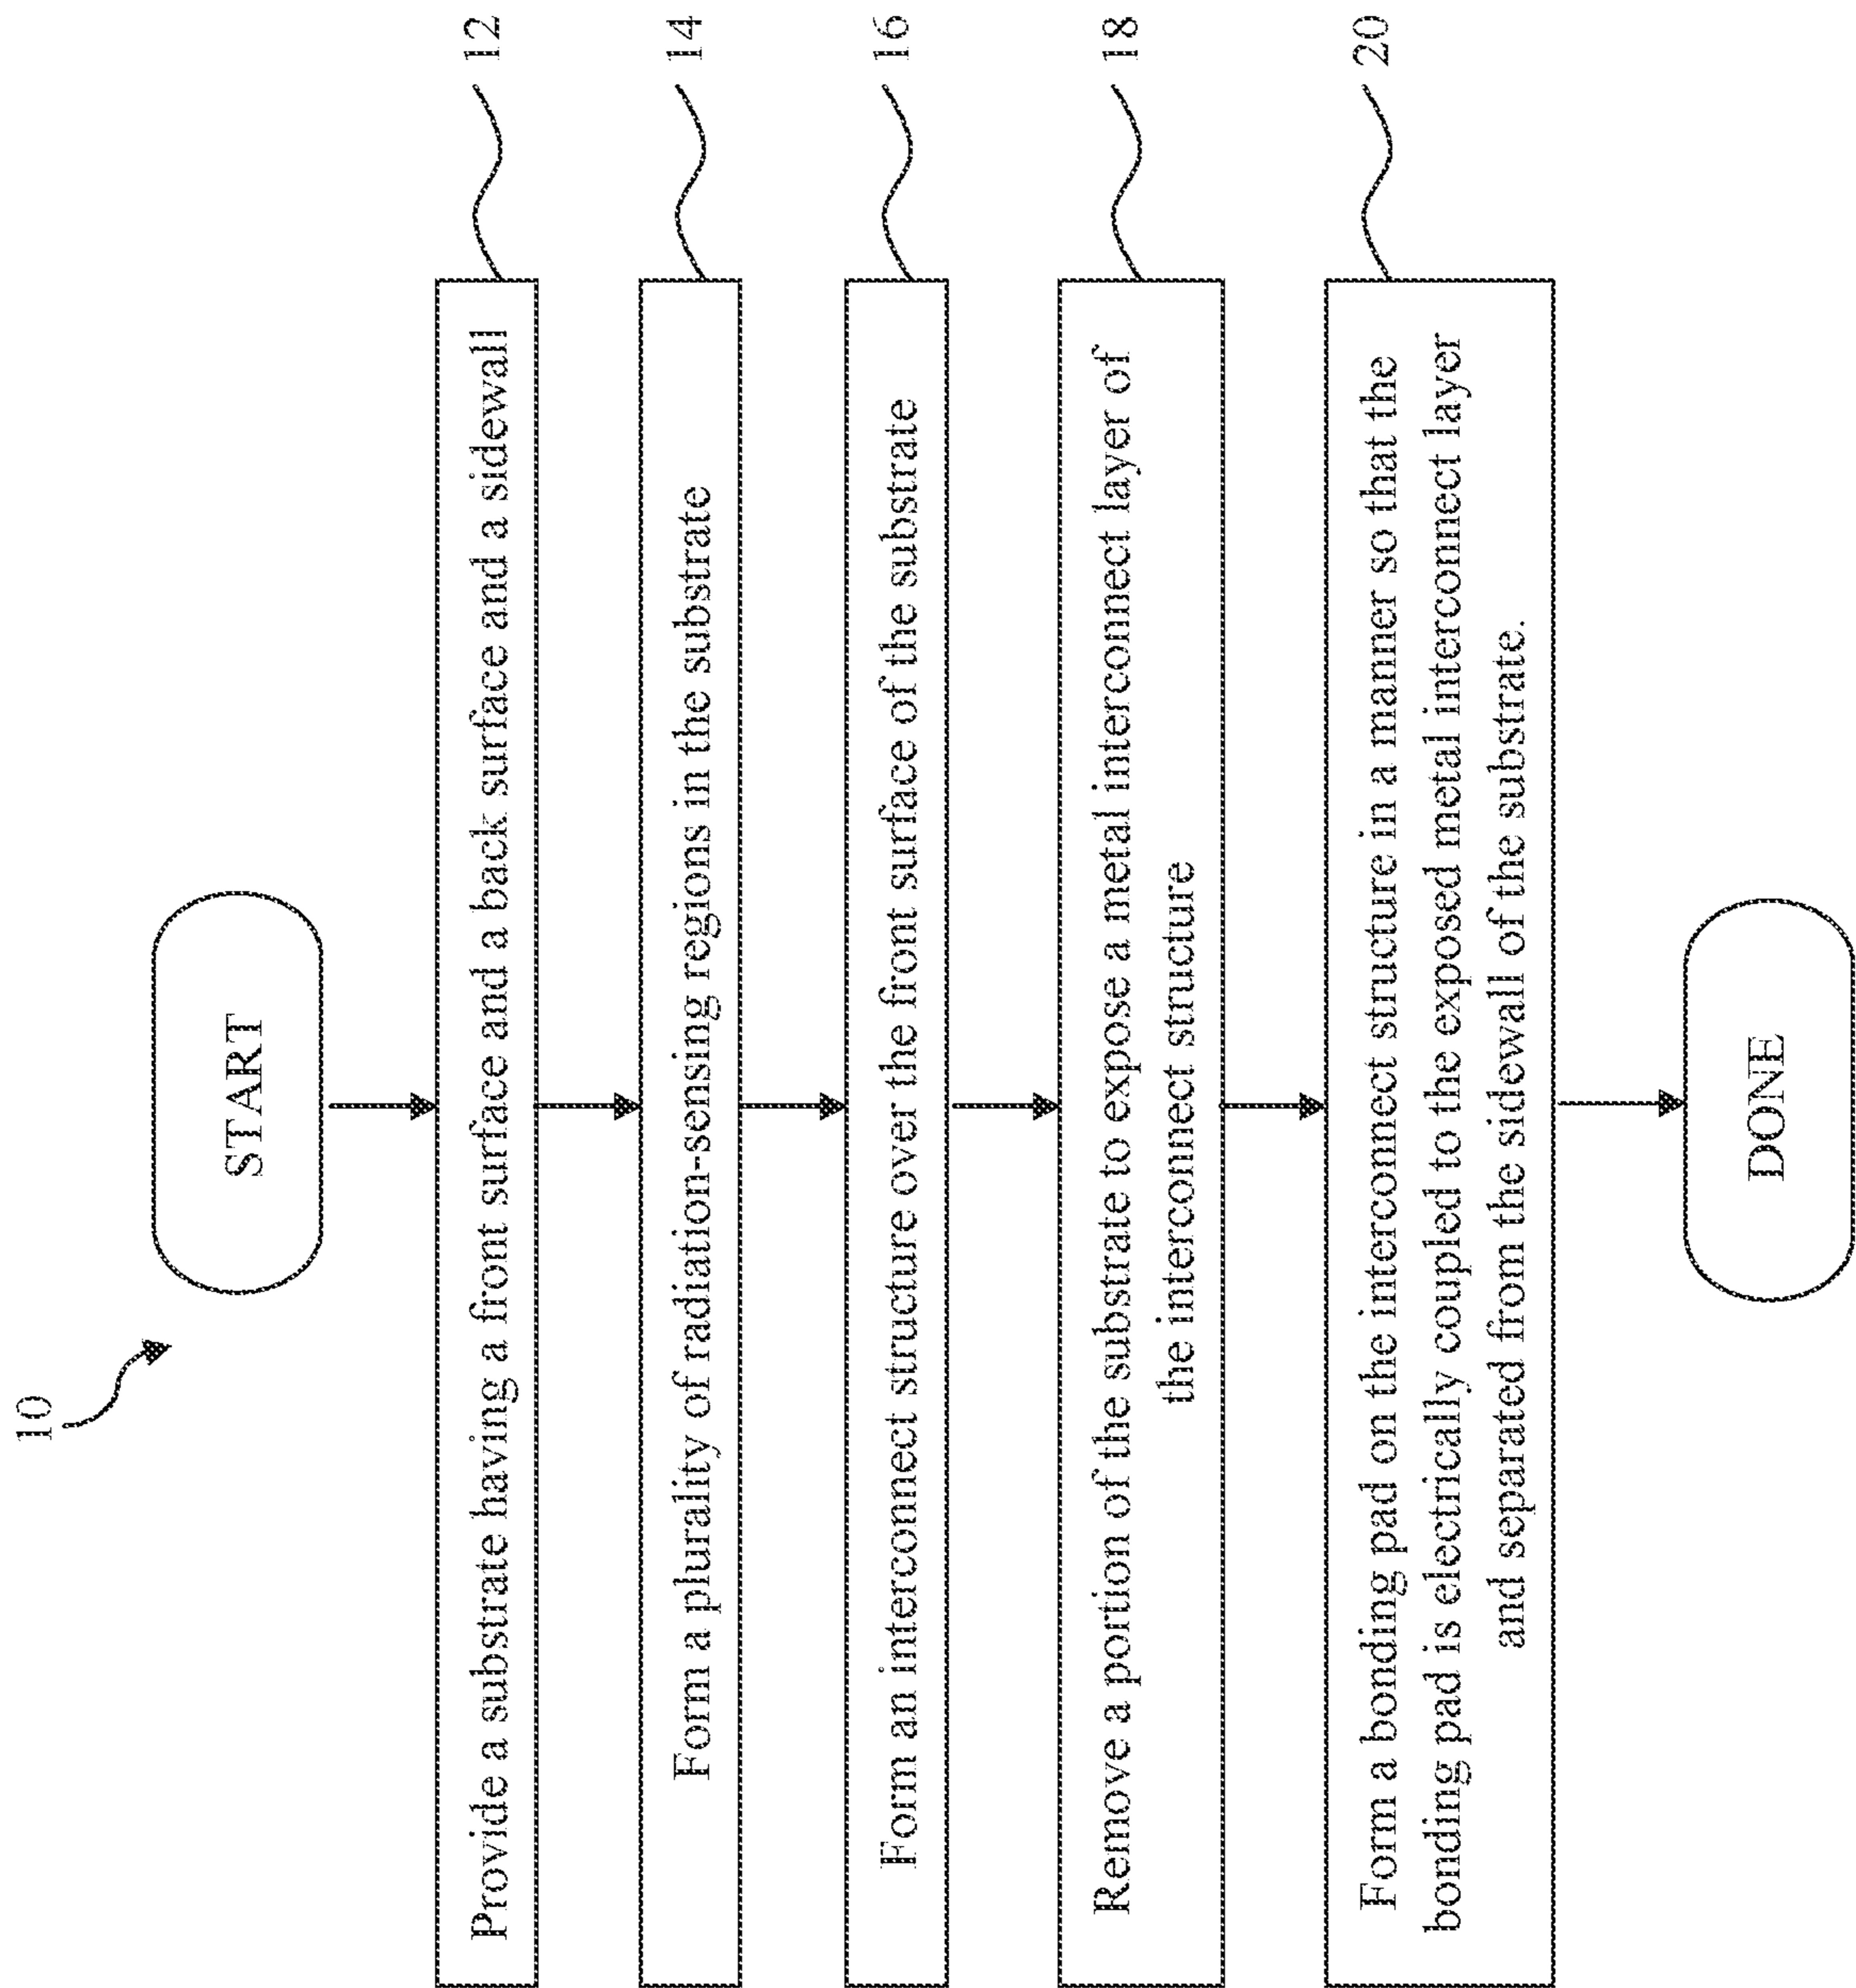 10
START
Provide a substrate having a front surface and a back surface and a sidewall
12
Form a plurality of radiation-sensing regions in the substrate
14
Form an interconnect structure over the front surface of the substrate
16
Remove a portion of the substrate to expose a metal interconnect layer of
the interconnect structure
18
Form a bonding pad on the interconnect structure in a manner so that the
bonding pad is electrically coupled to the exposed metal interconnect layer
and separated from the sidewall of the substrate.
20
DONE